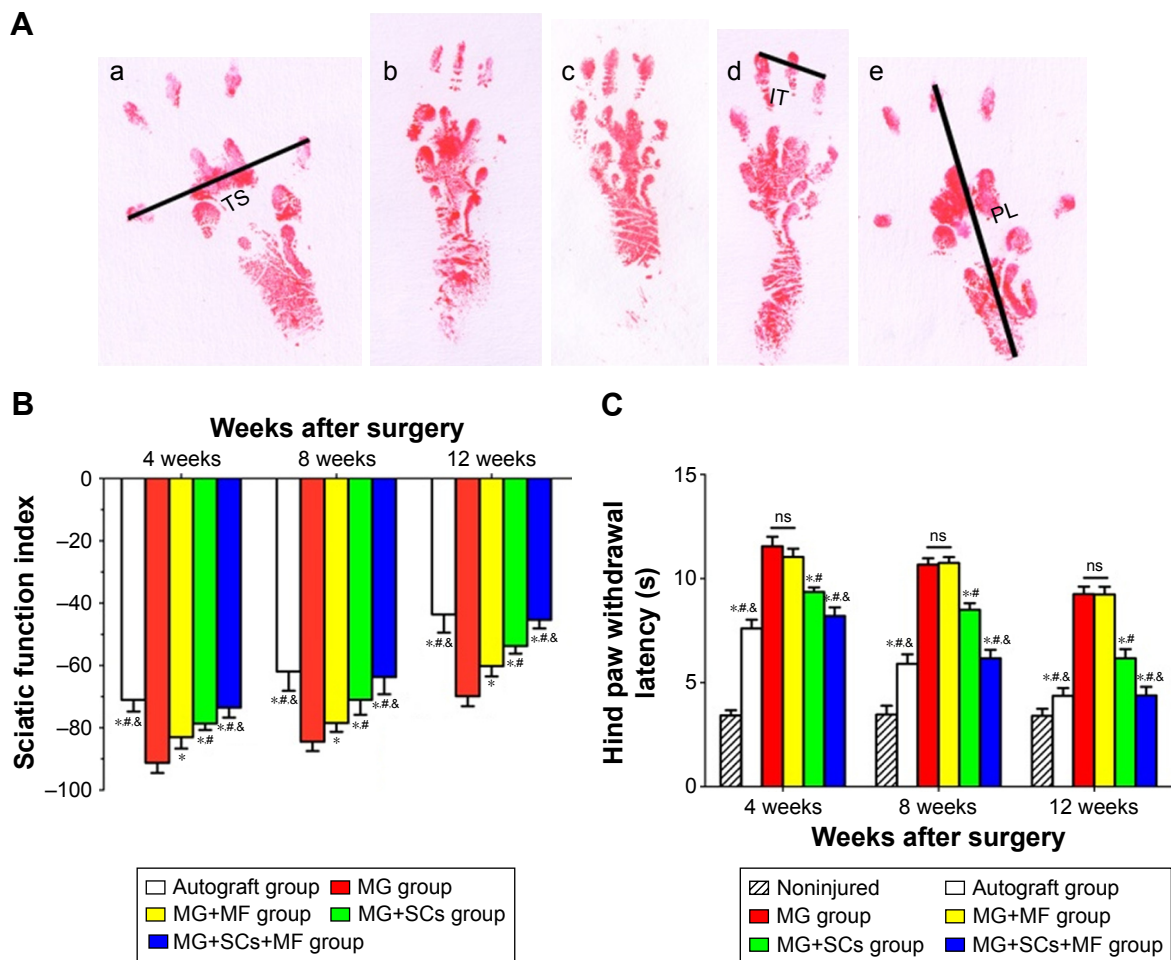 A
a
b
c
d
e
TS
IT
PL
B
Weeks after surgery
4 weeks 8 weeks 12 weeks
Sciatic function index
0
–20
–40
–60
–80
–100
*,#,& * *,# *,#,&
*,#,& * *,# *,#,&
*,#,& * *,# *,#,&
Autograft group MG group
MG+MF group MG+SCs group
MG+SCs+MF group
C
Hind paw withdrawal
latency (s)
15
10
5
0
*,#,& ns *,# *,#,&
*,#,& ns *,# *,#,&
*,#,& ns *,# *,#,&
4 weeks 8 weeks 12 weeks
Weeks after surgery
Noninjured Autograft group
MG group MG+MF group
MG+SCs group MG+SCs+MF group